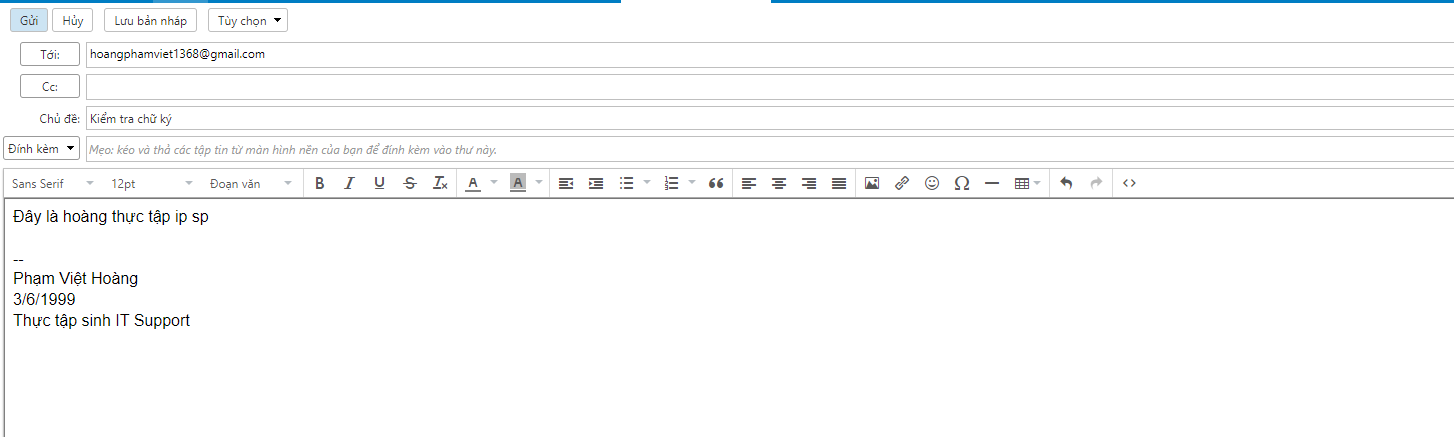 Gửi Hủy Lưu bản nháp Tùy chọn
Tới: hoangphamviet1368@gmail.com
Cc:
Chủ đề: Kiểm tra chữ ký
Đính kèm Mẹo: kéo và thả các tập tin từ màn hình nền của bạn để đính kèm vào thư này.
Sans Serif 12pt Đoạn văn B I U S Tx A A
Đây là hoàng thực tập ip sp
--
Phạm Việt Hoàng
3/6/1999
Thực tập sinh IT Support